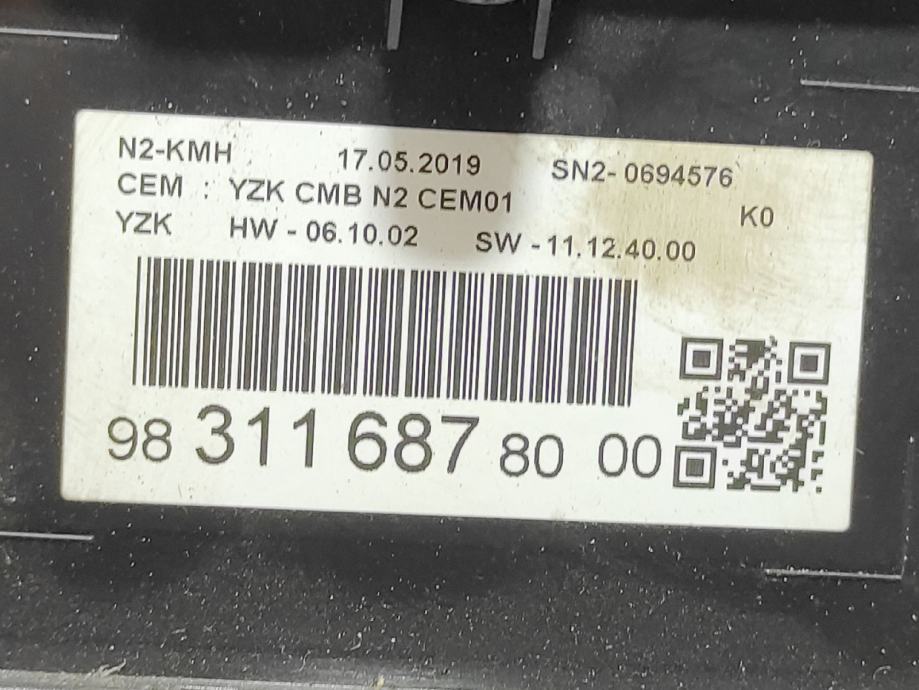 N2-KMH 17.05.2019 SN2- 0694576
CEM : YZK CMB N2 CEM01 K0
YZK HW - 06.10.02 SW - 11.12.40.00
98 311 687 80 00